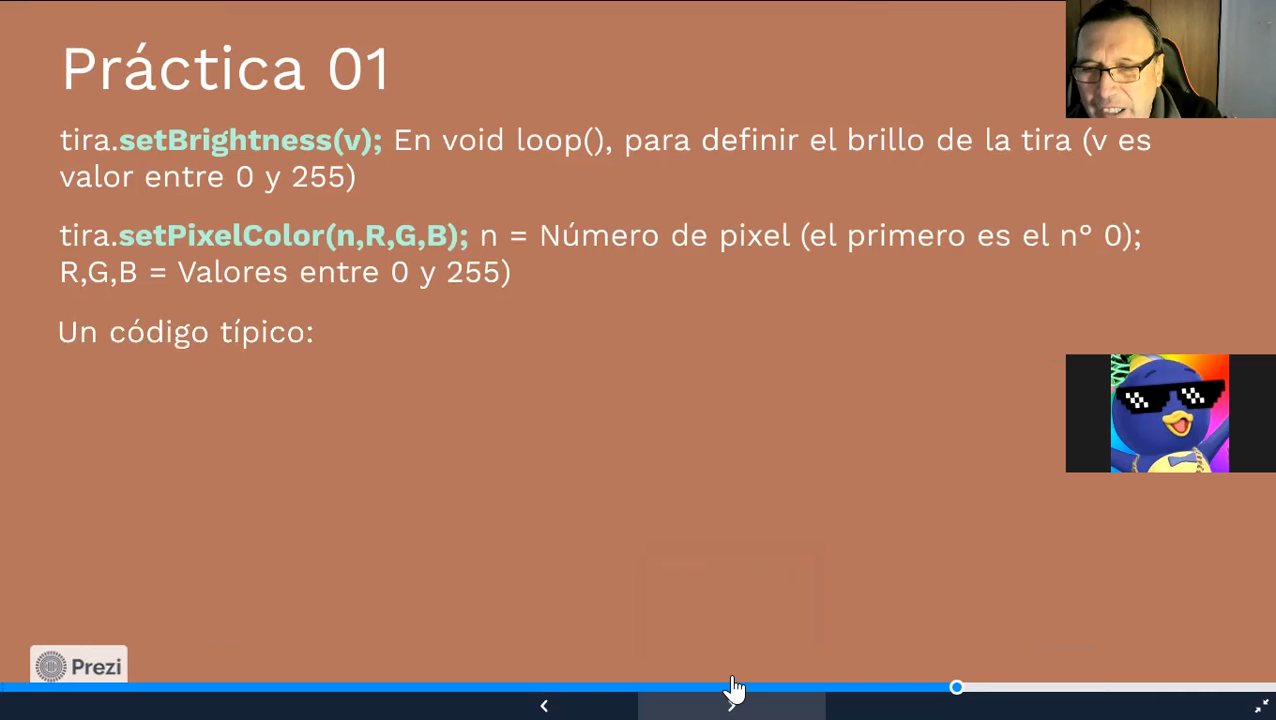 Práctica 01
tira.setBrightness(v); En void loop(), para definir el brillo de la tira (v es
valor entre 0 y 255)
tira.setPixelColor(n,R,G,B); n = Número de pixel (el primero es el n° 0);
R,G,B = Valores entre 0 y 255)
Un código típico:
Prezi